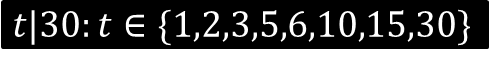 t|30: t ∈ {1,2,3,5,6,10,15,30}